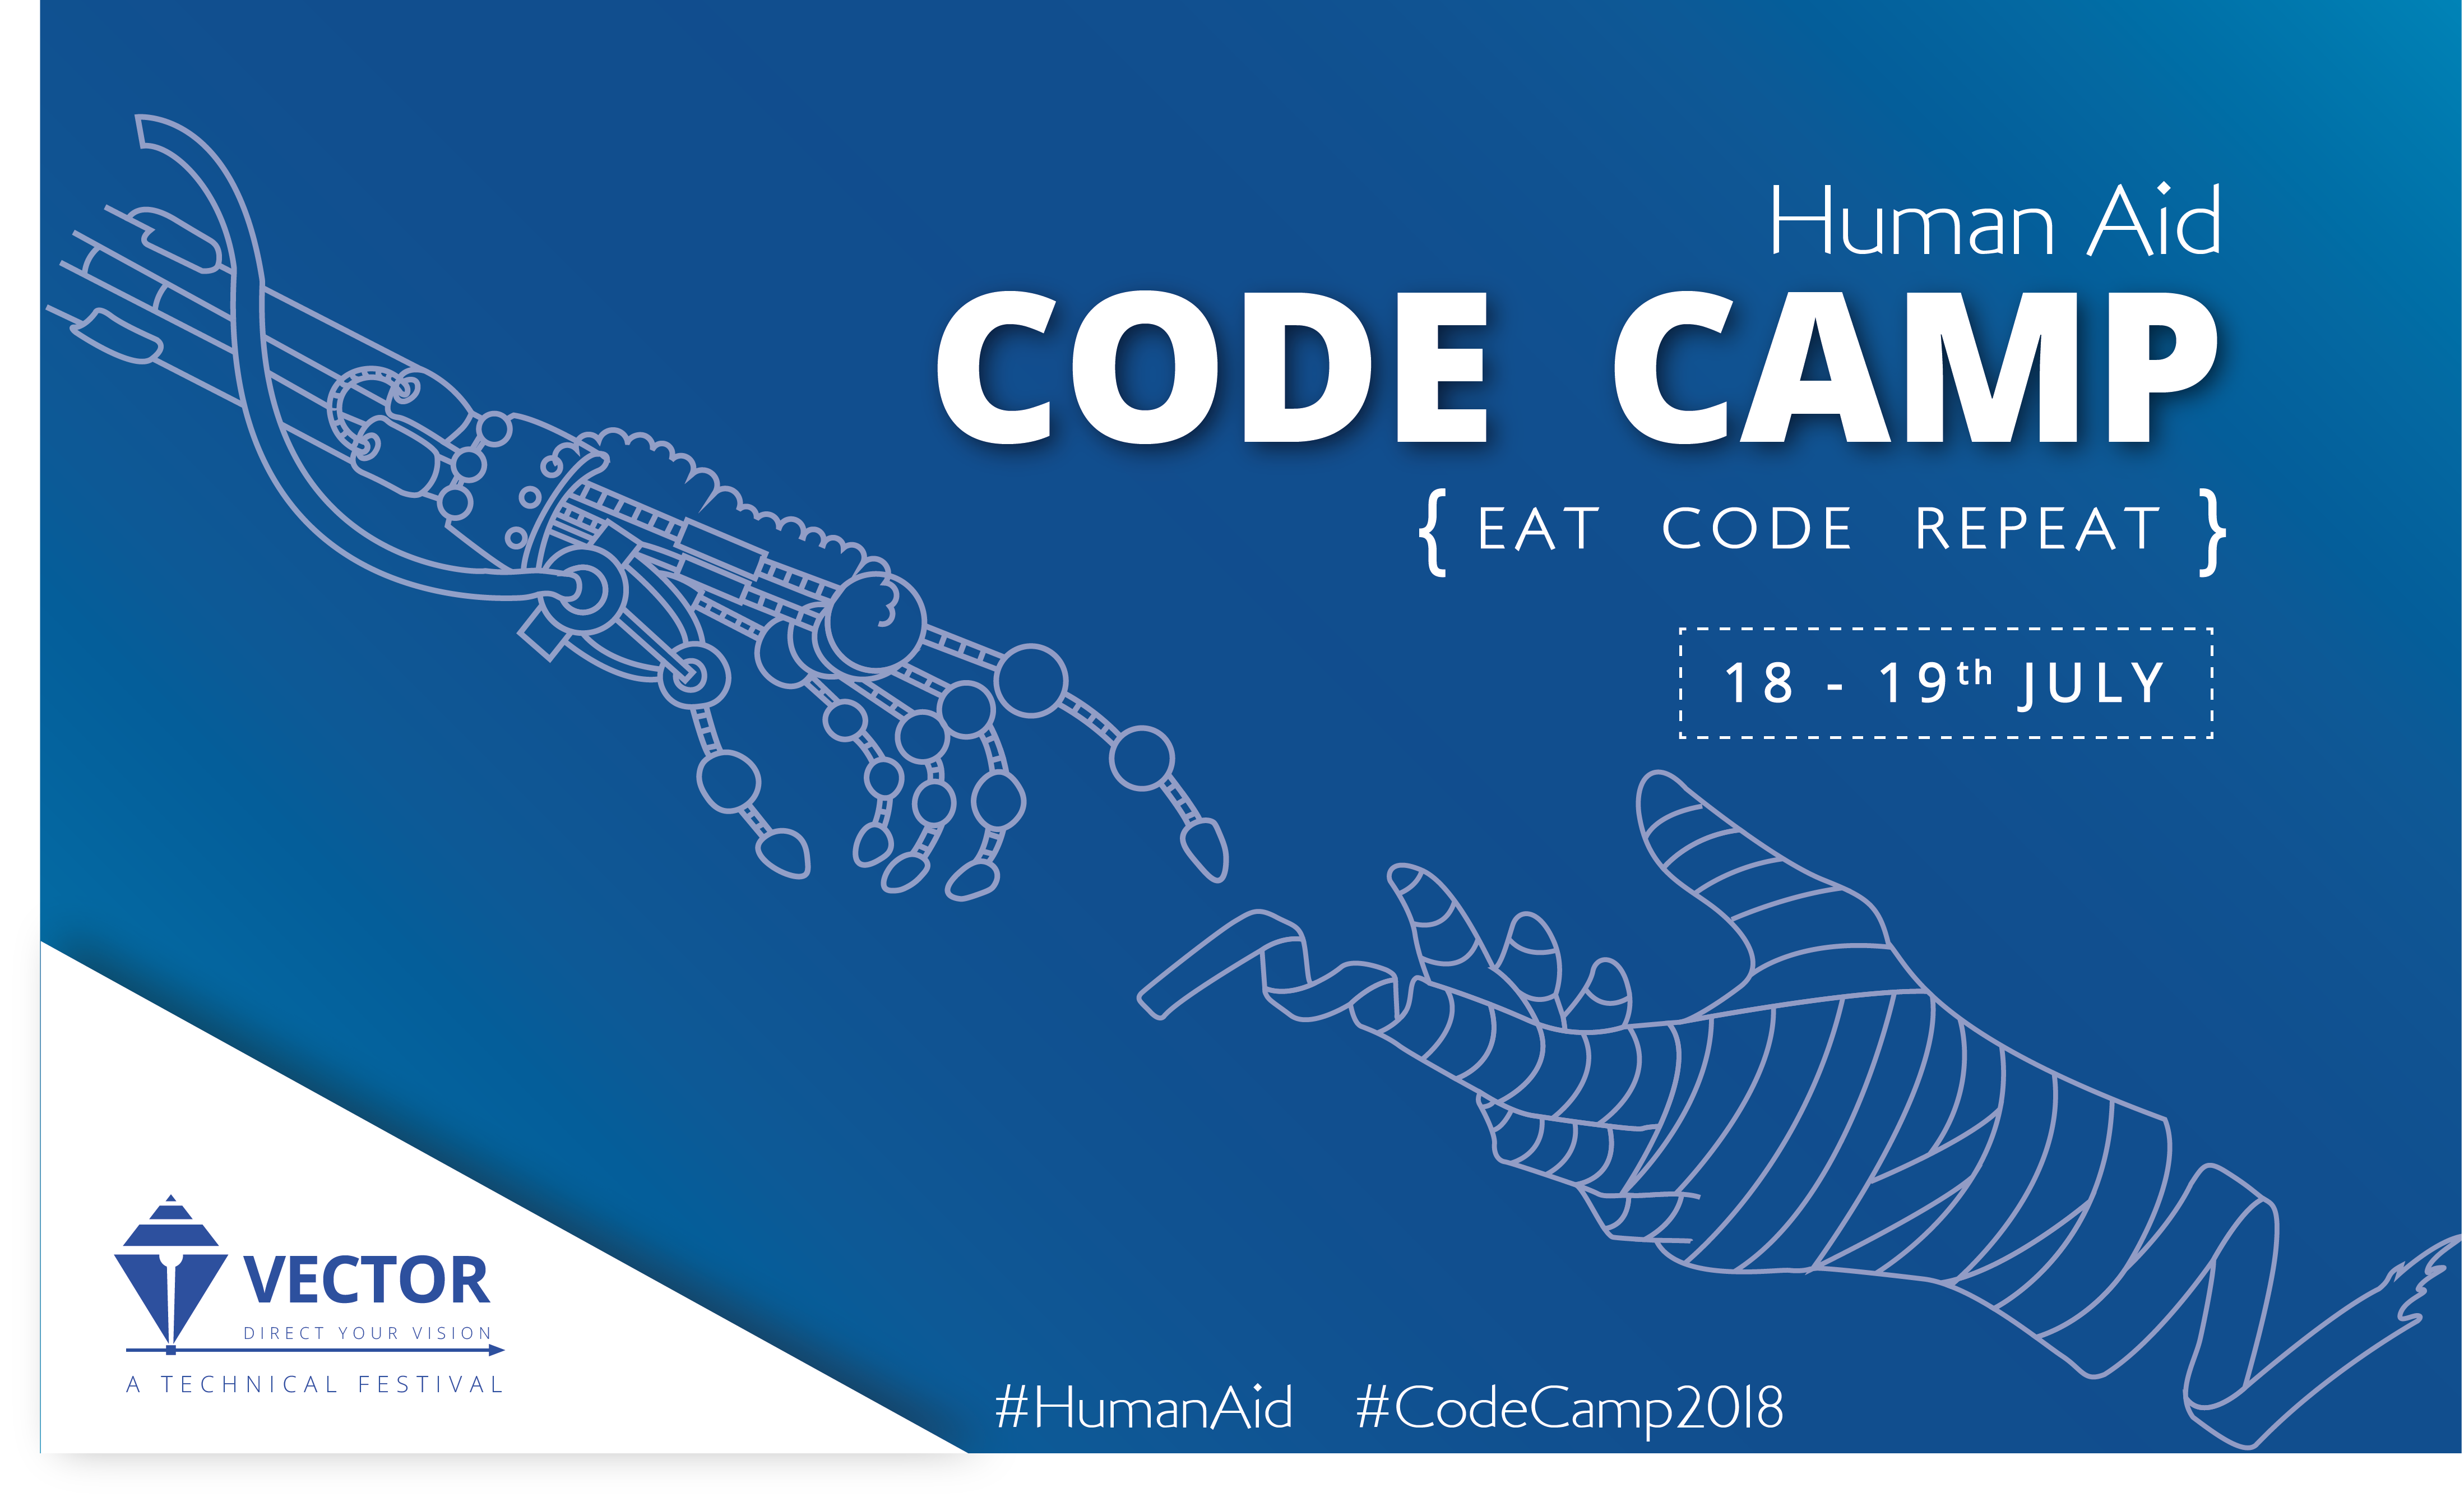 Human Aid
CODE CAMP
{ EAT CODE REPEAT }
18 - 19th JULY
VECTOR
DIRECT YOUR VISION
A TECHNICAL FESTIVAL
#HumanAid #CodeCamp2018